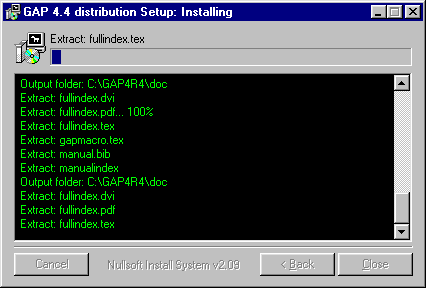 GAP 4.4 distribution Setup: Installing
Extract: fullindex.tex
Output folder: C:\GAP4R4\doc
Extract: fullindex.dvi
Extract: fullindex.pdf... 100%
Extract: fullindex.tex
Extract: gapmacro.tex
Extract: manual.bib
Extract: manualindex
Output folder: C:\GAP4R4\doc
Extract: fullindex.dvi
Extract: fullindex.pdf
Extract: fullindex.tex
Cancel
Nullsoft Install System v2.09
< Back
Close